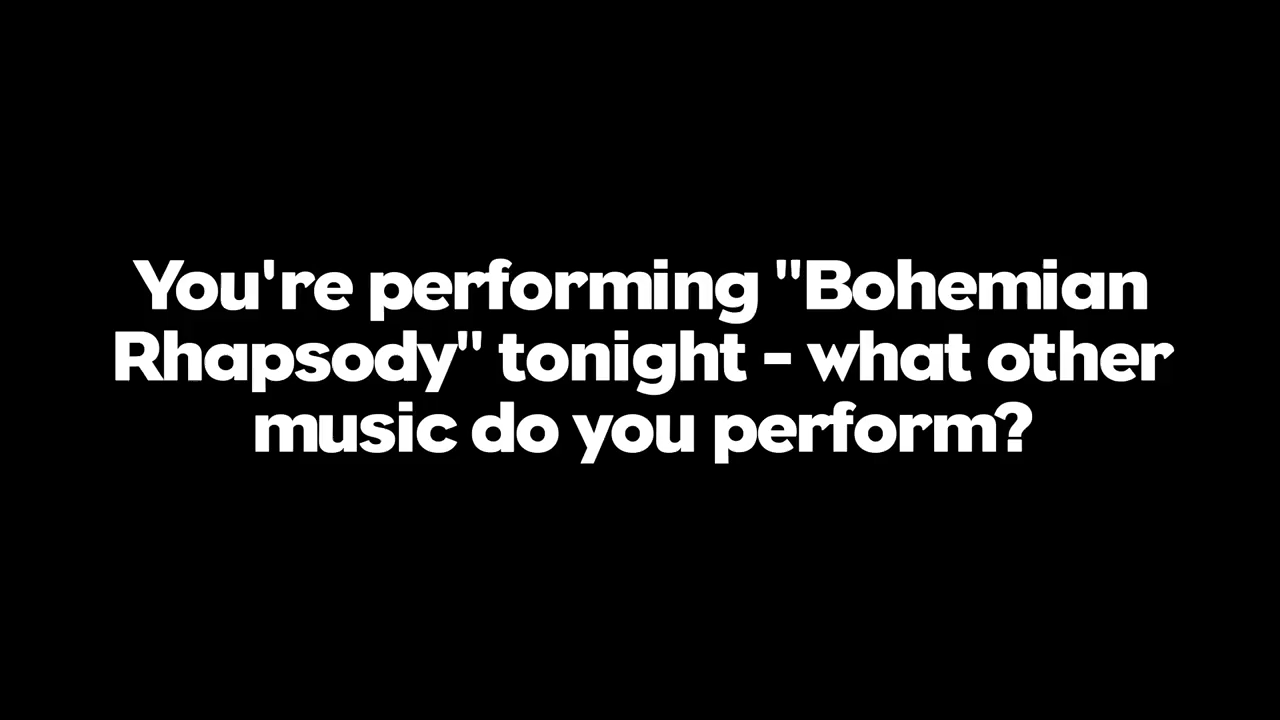 You're performing "Bohemian
Rhapsody" tonight - what other
music do you perform?